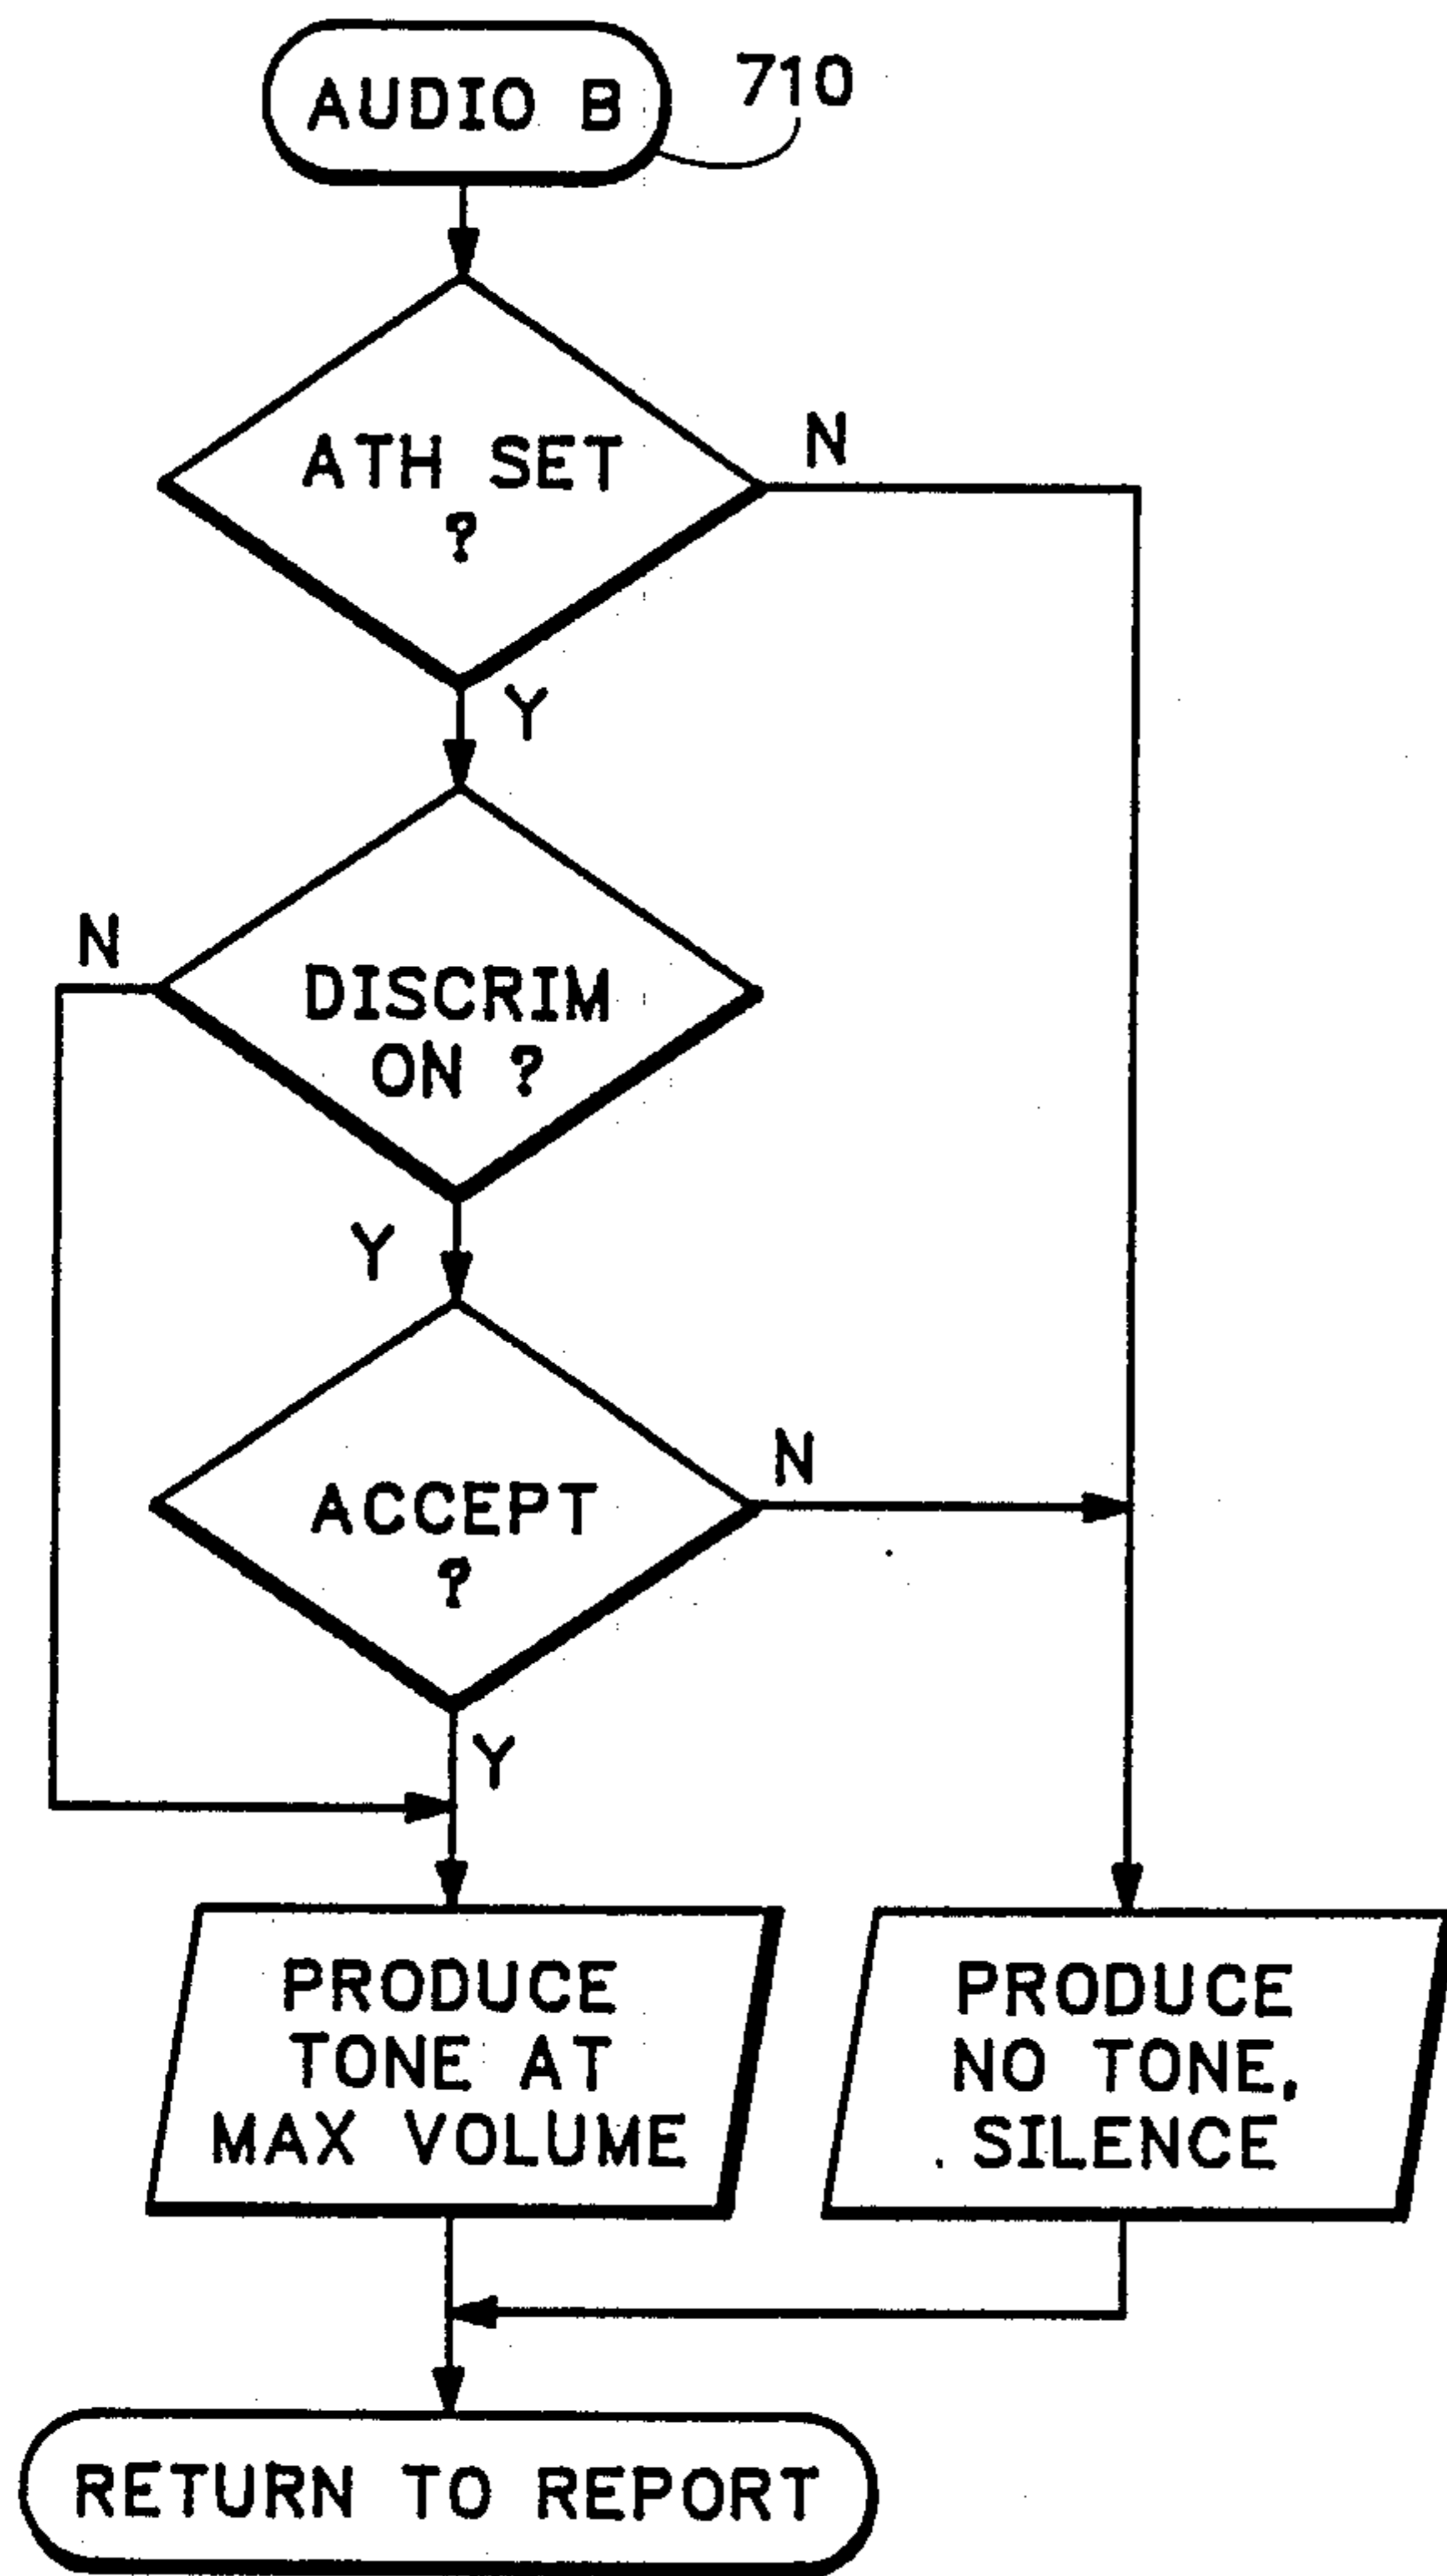 AUDIO B
710
ATH SET
?
N
Y
N
DISCRIM
ON ?
Y
ACCEPT
?
N
Y
PRODUCE
TONE AT
MAX VOLUME
PRODUCE
NO TONE,
SILENCE
RETURN TO REPORT